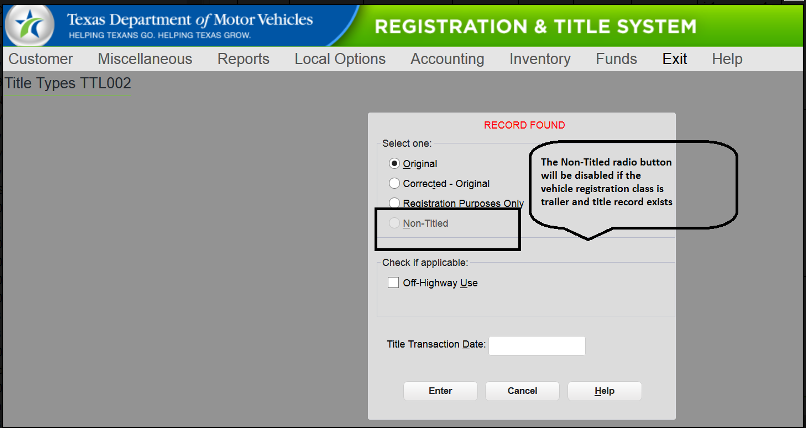 Texas Department of Motor Vehicles
HELPING TEXANS GO. HELPING TEXAS GROW.
REGISTRATION & TITLE SYSTEM
Customer Miscellaneous Reports Local Options Accounting Inventory Funds Exit Help
Title Types TTL002
RECORD FOUND
Select one:
Original
Corrected - Original
Registration Purposes Only
Non-Titled
The Non-Titled radio button
will be disabled if the
vehicle registration class is
trailer and title record exists
Check if applicable:
Off-Highway Use
Title Transaction Date:
Enter Cancel Help